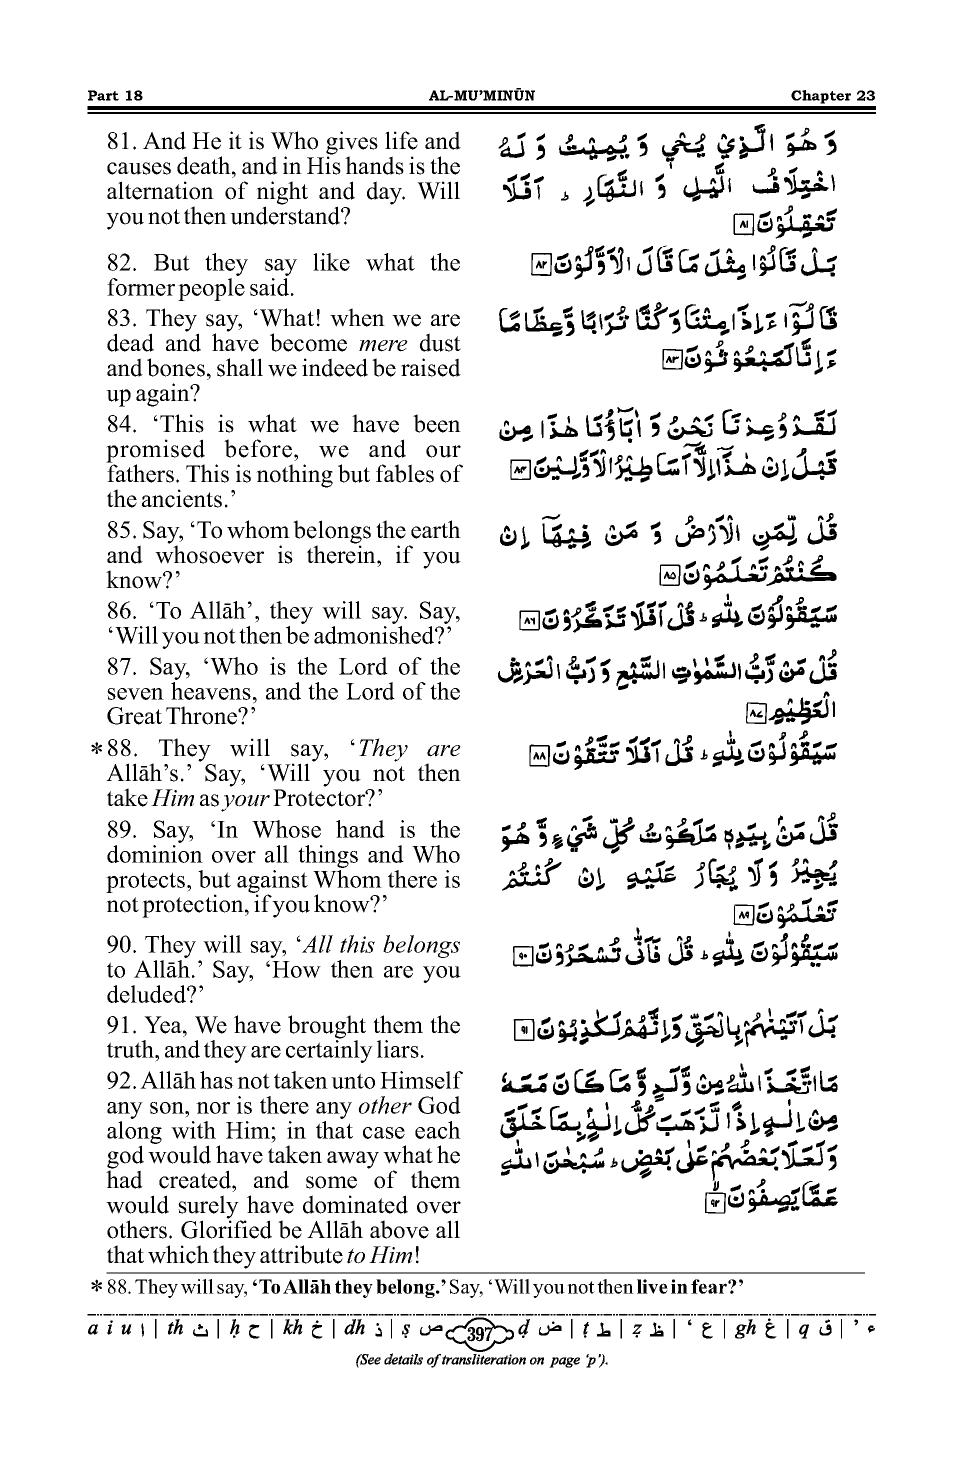 Part 18 AL-MU’MINŪN Chapter 23
81. And He it is Who gives life and
causes death, and in His hands is the
alternation of night and day. Will
you not then understand?
وَ هُوَ الَّذِيْ يُحْيٖ وَ يُمِيْتُ وَ لَهُ
اخْتِلَافُ الَّيْلِ وَ النَّهَارِ ؕ اَفَلَا
تَعْقِلُوْنَ ۸۱
82. But they say like what the
former people said.
بَلْ قَالُوْا مِثْلَ مَا قَالَ الْاَوَّلُوْنَ ۸۲
83. They say, ‘What! when we are
dead and have become mere dust
and bones, shall we indeed be raised
up again?
قَالُوْۤا ءَاِذَا مِتْنَا وَ كُنَّا تُرَابًا وَّ عِظَامًا
ءَاِنَّا لَمَبْعُوْثُوْنَ ۸۳
84. ‘This is what we have been
promised before, we and our
fathers. This is nothing but fables of
the ancients.’
لَقَدْ وُعِدْنَا نَحْنُ وَ اٰبَآؤُنَا هٰذَا مِنْ
قَبْلُ اِنْ هٰذَاۤ اِلَّاۤ اَسَاطِيْرُ الْاَوَّلِيْنَ ۸۴
85. Say, ‘To whom belongs the earth
and whosoever is therein, if you
know?’
قُلْ لِّمَنِ الْاَرْضُ وَ مَنْ فِيْهَاۤ اِنْ
كُنْتُمْ تَعْلَمُوْنَ ۸۵
86. ‘To Allāh’, they will say. Say,
‘Will you not then be admonished?’
سَيَقُوْلُوْنَ لِلّٰهِ ؕ قُلْ اَفَلَا تَذَكَّرُوْنَ ۸۶
87. Say, ‘Who is the Lord of the
seven heavens, and the Lord of the
Great Throne?’
قُلْ مَنْ رَّبُّ السَّمٰوٰتِ السَّبْعِ وَ رَبُّ الْعَرْشِ
الْعَظِيْمِ ۸۷
*88. They will say, ‘They are
Allāh’s.’ Say, ‘Will you not then
take Him as your Protector?’
سَيَقُوْلُوْنَ لِلّٰهِ ؕ قُلْ اَفَلَا تَتَّقُوْنَ ۸۸
89. Say, ‘In Whose hand is the
dominion over all things and Who
protects, but against Whom there is
not protection, if you know?’
قُلْ مَنْۢ بِيَدِهٖ مَلَكُوْتُ كُلِّ شَيْءٍ وَّ هُوَ
يُجِيْرُ وَ لَا يُجَارُ عَلَيْهِ اِنْ كُنْتُمْ
تَعْلَمُوْنَ ۸۹
90. They will say, ‘All this belongs
to Allāh.’ Say, ‘How then are you
deluded?’
سَيَقُوْلُوْنَ لِلّٰهِ ؕ قُلْ فَاَنّٰى تُسْحَرُوْنَ ۹۰
91. Yea, We have brought them the
truth, and they are certainly liars.
بَلْ اَتَيْنٰهُمْ بِالْحَقِّ وَ اِنَّهُمْ لَكٰذِبُوْنَ ۹۱
92. Allāh has not taken unto Himself
any son, nor is there any other God
along with Him; in that case each
god would have taken away what he
had created, and some of them
would surely have dominated over
others. Glorified be Allāh above all
that which they attribute to Him!
مَا اتَّخَذَ اللّٰهُ مِنْ وَّلَدٍ وَّ مَا كَانَ مَعَهٗ
مِنْ اِلٰهٍ اِذًا لَّذَهَبَ كُلُّ اِلٰهٍۭ بِمَا خَلَقَ
وَ لَعَلَا بَعْضُهُمْ عَلٰى بَعْضٍ ؕ سُبْحٰنَ اللّٰهِ
عَمَّا يَصِفُوْنَ ۹۲
* 88. They will say, ‘To Allāh they belong.’ Say, ‘Will you not then live in fear?’
a i u ا | th ث | ḥ ح | kh خ | dh ذ | ṣ ص 397 ḍ ض | ṭ ط | ẓ ظ | ‘ ع | gh غ | q ق | ’ ء
(See details of transliteration on page ‘p’).